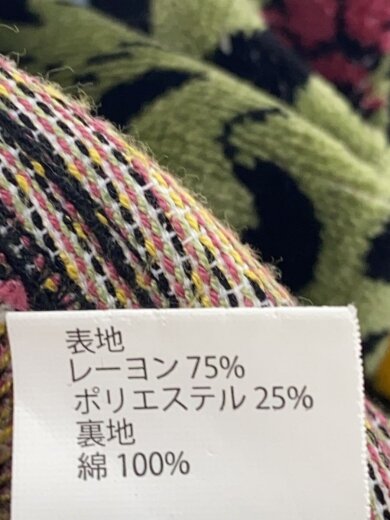 表地
レーヨン 75%
ポリエステル 25%
裏地
綿 100%